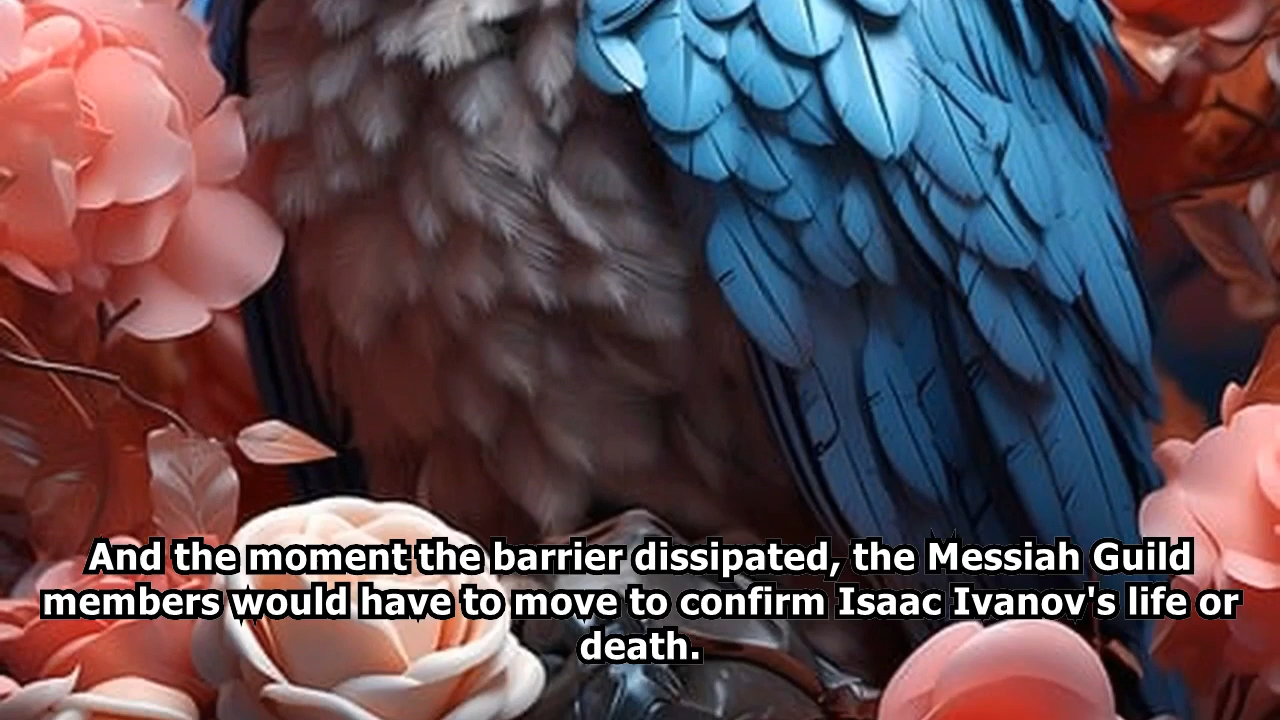 And the moment the barrier dissipated, the Messiah Guild
members would have to move to confirm Isaac Ivanov's life or
death.